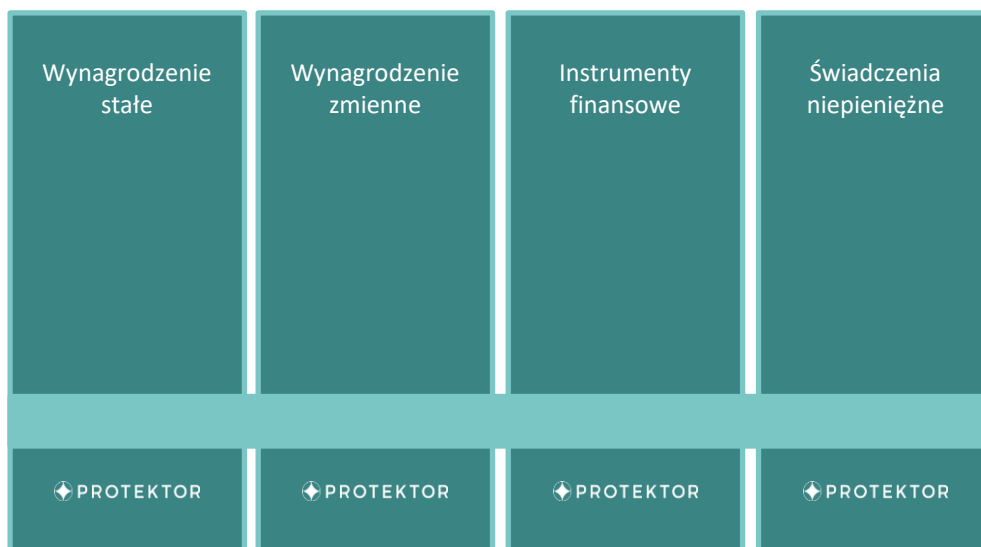 Wynagrodzenie
stałe
Wynagrodzenie
zmienne
Instrumenty
finansowe
Świadczenia
niepieniężne
PROTEKTOR
PROTEKTOR
PROTEKTOR
PROTEKTOR